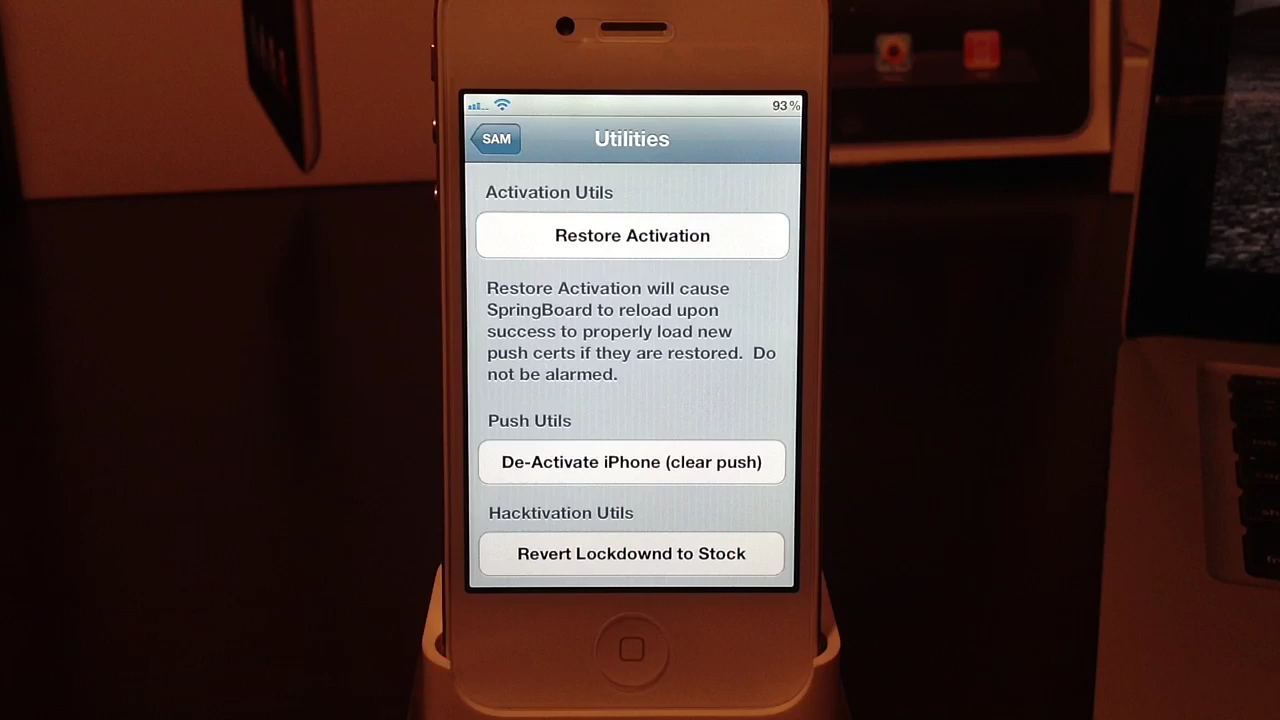 93%
SAM
Utilities
Activation Utils
Restore Activation
Restore Activation will cause
SpringBoard to reload upon
success to properly load new
push certs if they are restored.  Do
not be alarmed.
Push Utils
De-Activate iPhone (clear push)
Hacktivation Utils
Revert Lockdownd to Stock